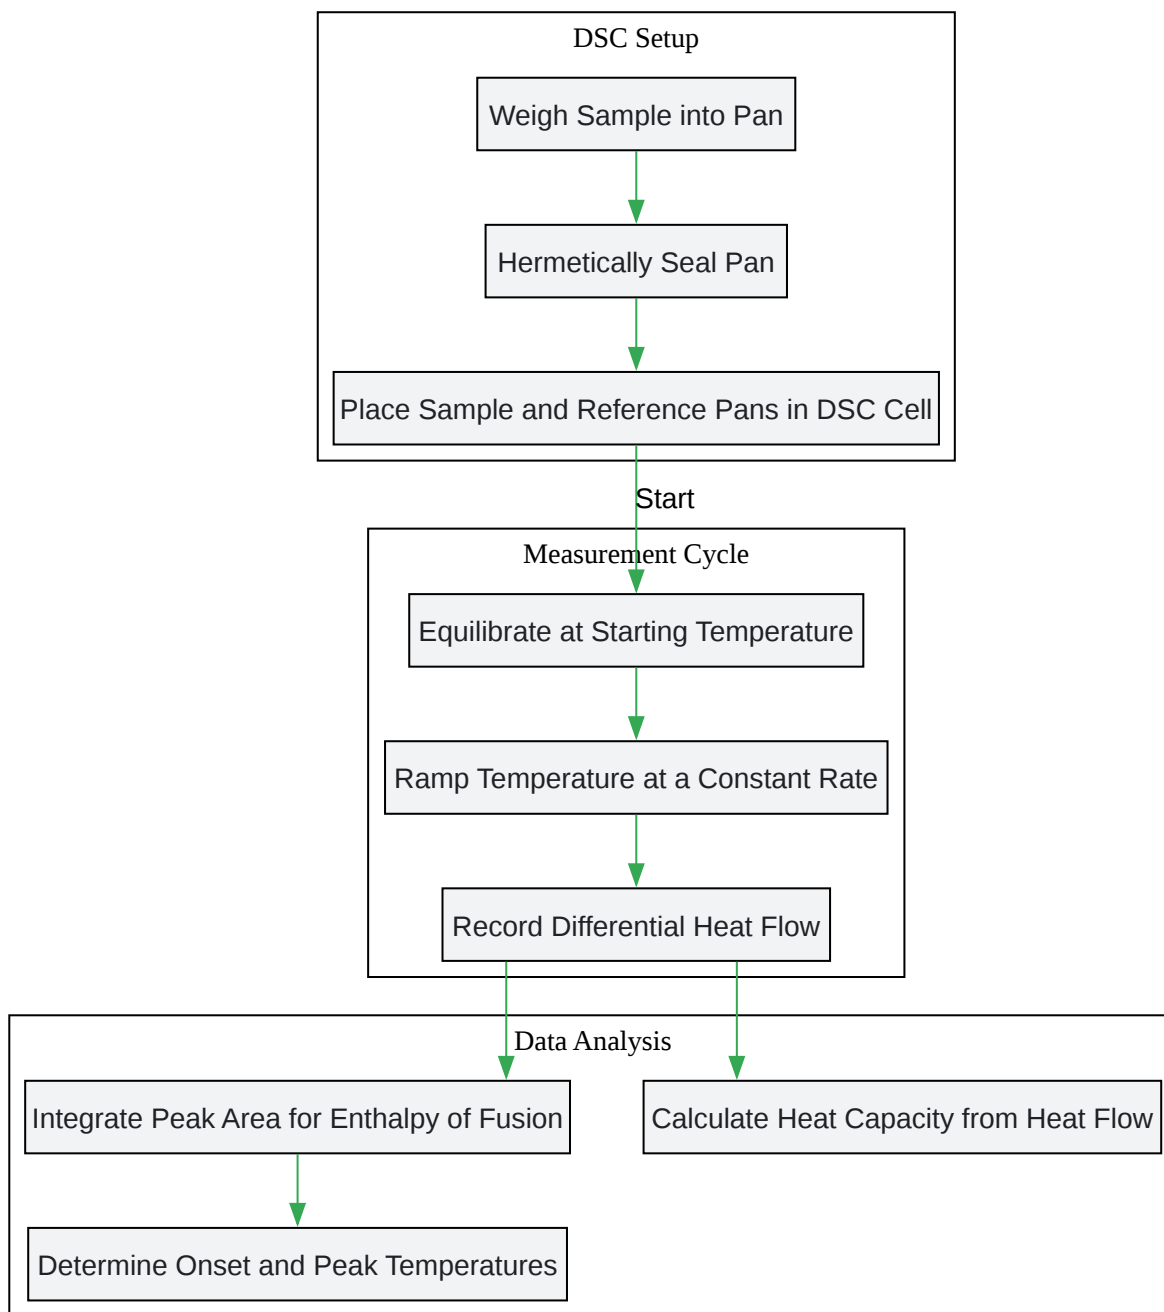 DSC Setup
Weigh Sample into Pan
Hermetically Seal Pan
Place Sample and Reference Pans in DSC Cell
Start
Measurement Cycle
Equilibrate at Starting Temperature
Ramp Temperature at a Constant Rate
Record Differential Heat Flow
Data Analysis
Integrate Peak Area for Enthalpy of Fusion
Calculate Heat Capacity from Heat Flow
Determine Onset and Peak Temperatures